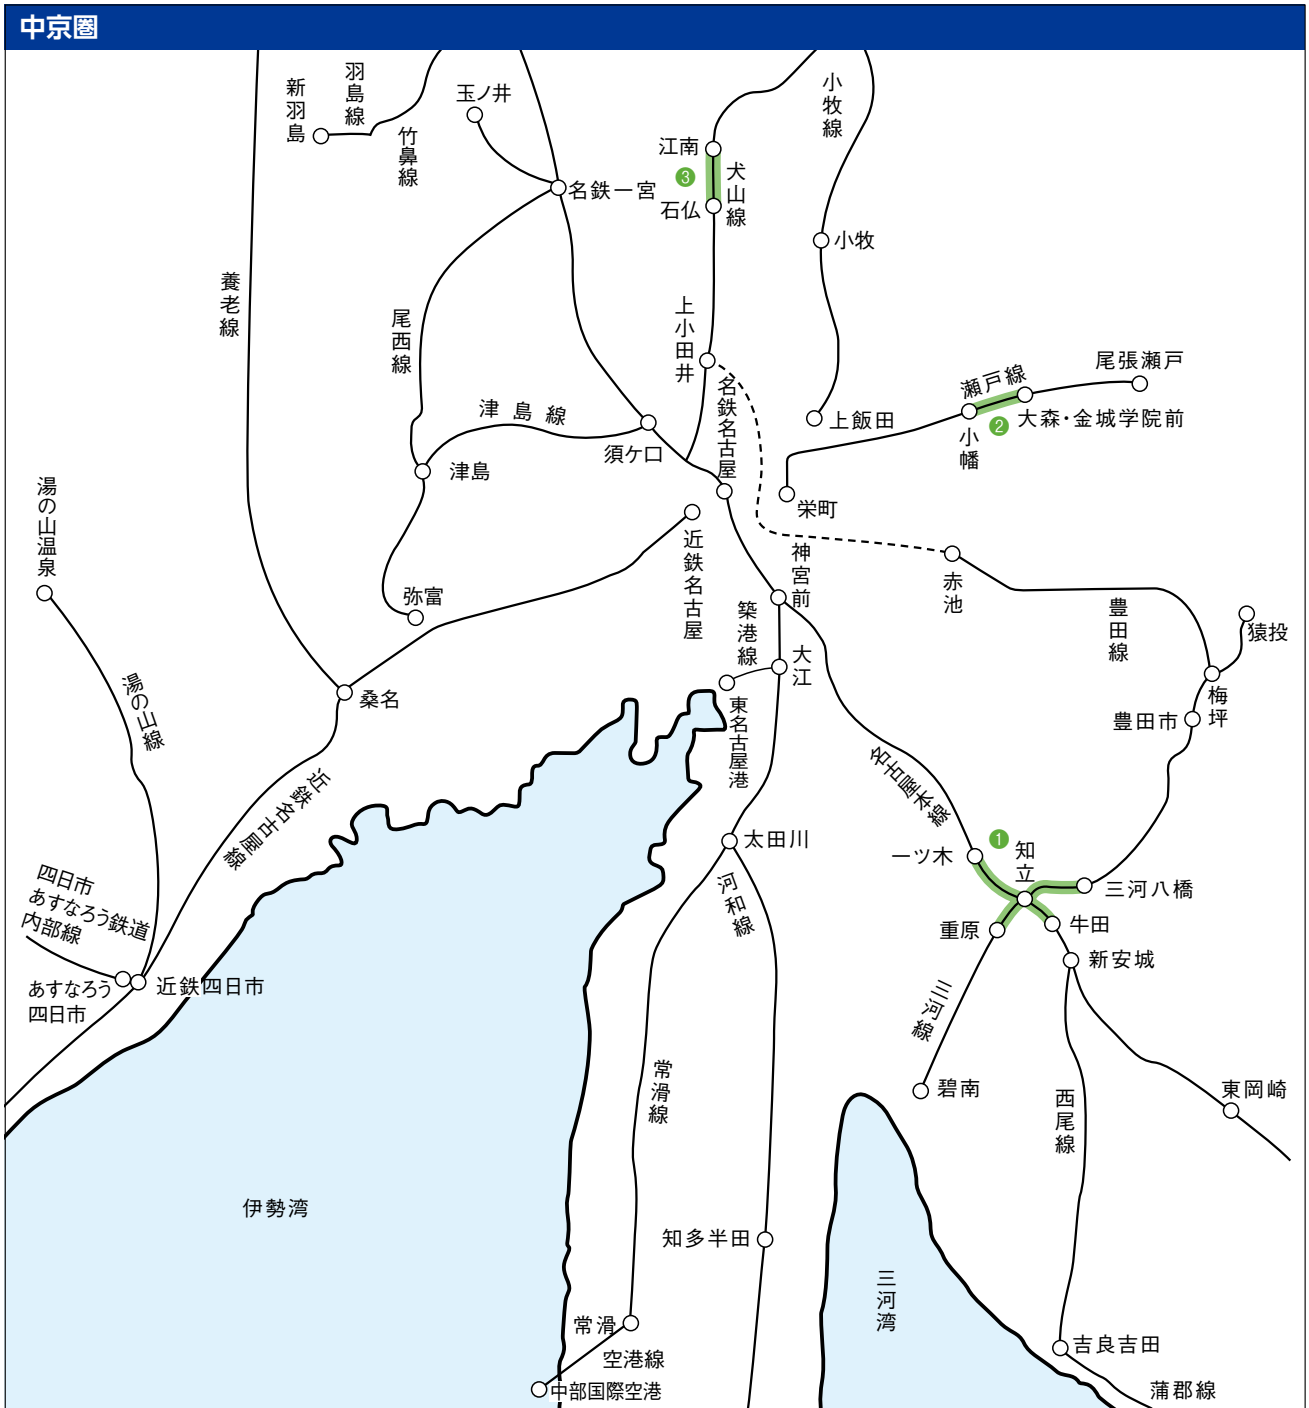 中京圏
新羽島
羽島線
竹鼻線
玉ノ井
名鉄一宮
江南
❸
石仏
犬山線
小牧線
小牧
養老線
尾西線
上小田井
名鉄名古屋
津島線
須ケ口
津島
上飯田
瀬戸線
尾張瀬戸
❷
大森・金城学院前
小幡
栄町
湯の山温泉
近鉄名古屋
神宮前
赤池
弥富
築港線
大江
豊田線
猿投
湯の山線
桑名
東名古屋港
梅坪
豊田市
近鉄名古屋線
名古屋本線
太田川
河和線
❶
一ツ木
知立
三河八橋
重原
牛田
新安城
四日市
あすなろう鉄道
内部線
あすなろう
四日市
近鉄四日市
三河線
碧南
常滑線
西尾線
東岡崎
伊勢湾
知多半田
三河湾
常滑
空港線
中部国際空港
吉良吉田
蒲郡線